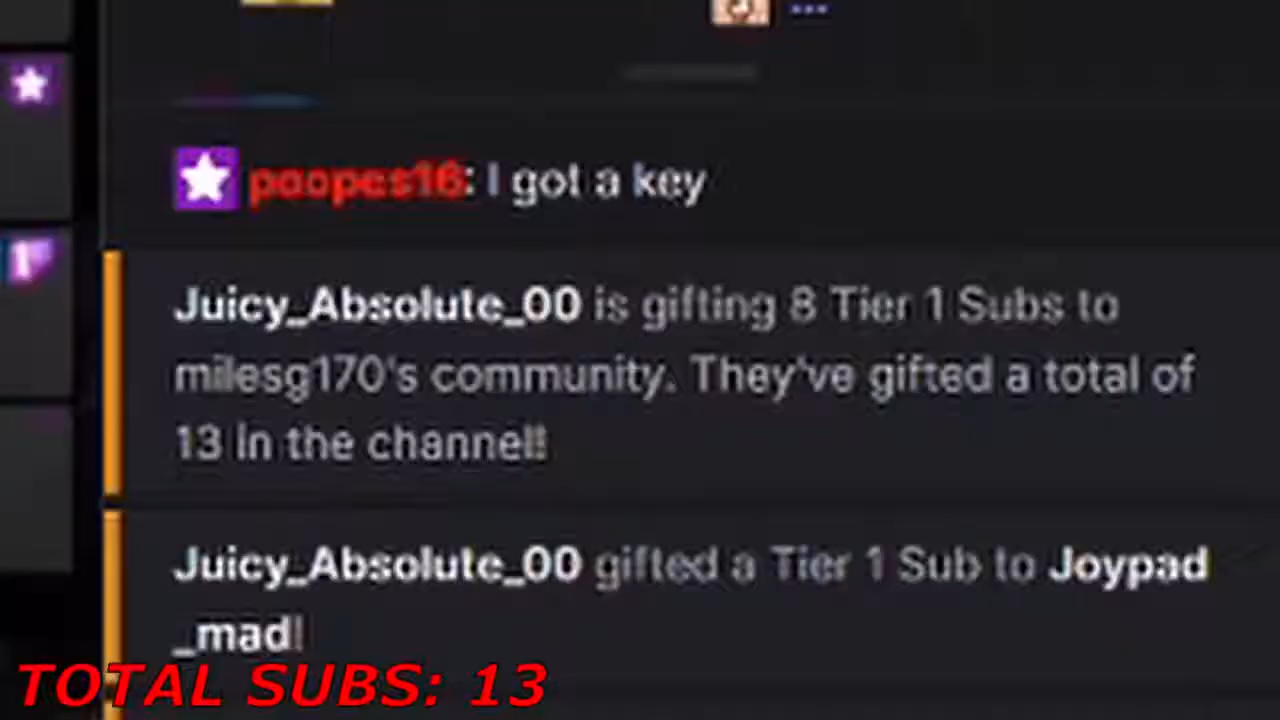 poopes16: I got a key
Juicy_Absolute_00 is gifting 8 Tier 1 Subs to
milesg170's community. They've gifted a total of
13 in the channel!
Juicy_Absolute_00 gifted a Tier 1 Sub to Joypad
_mad!
TOTAL SUBS: 13